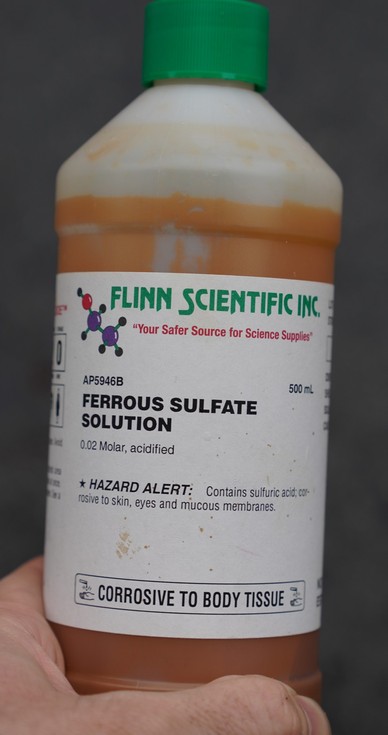 FLINN SCIENTIFIC INC.
"Your Safer Source for Science Supplies"
AP5946B
500 mL
FERROUS SULFATE
SOLUTION
0.02 Molar, acidified
★ HAZARD ALERT: Contains sulfuric acid; cor-
rosive to skin, eyes and mucous membranes.
CORROSIVE TO BODY TISSUE